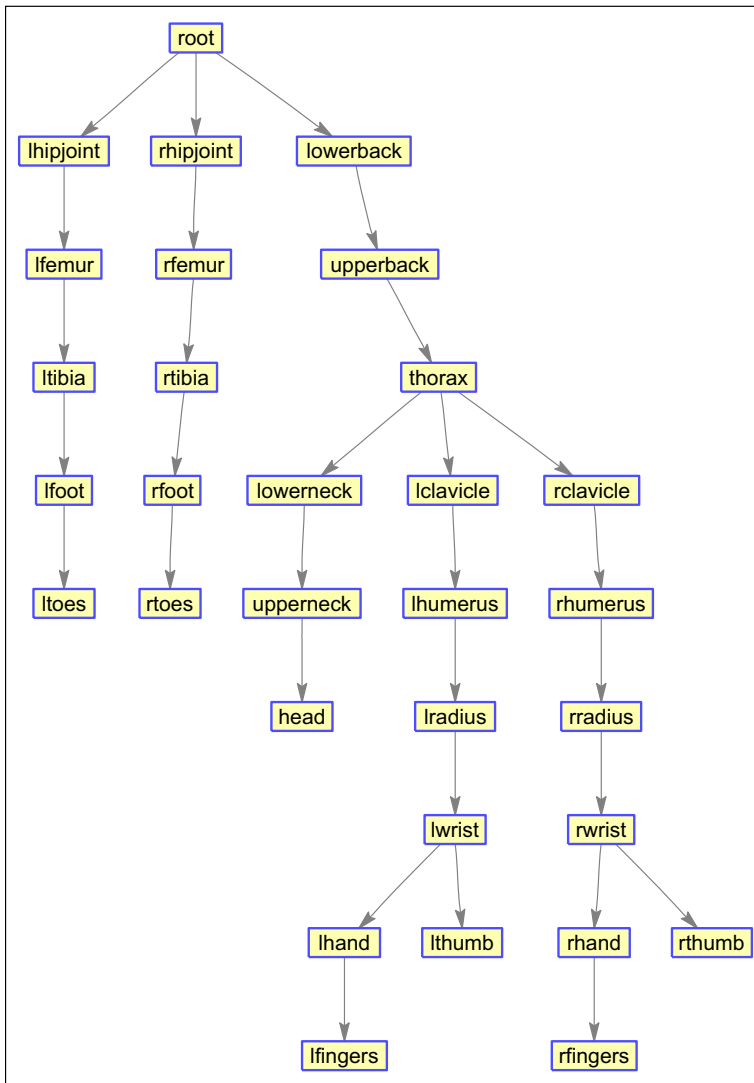 root
lhipjoint rhipjoint lowerback
lfemur rfemur upperback
ltibia rtibia thorax
lfoot rfoot lowerneck lclavicle rclavicle
ltoes rtoes upperneck lhumerus rhumerus
head lradius rradius
lwrist rwrist
lhand lthumb rhand rthumb
lfingers rfingers